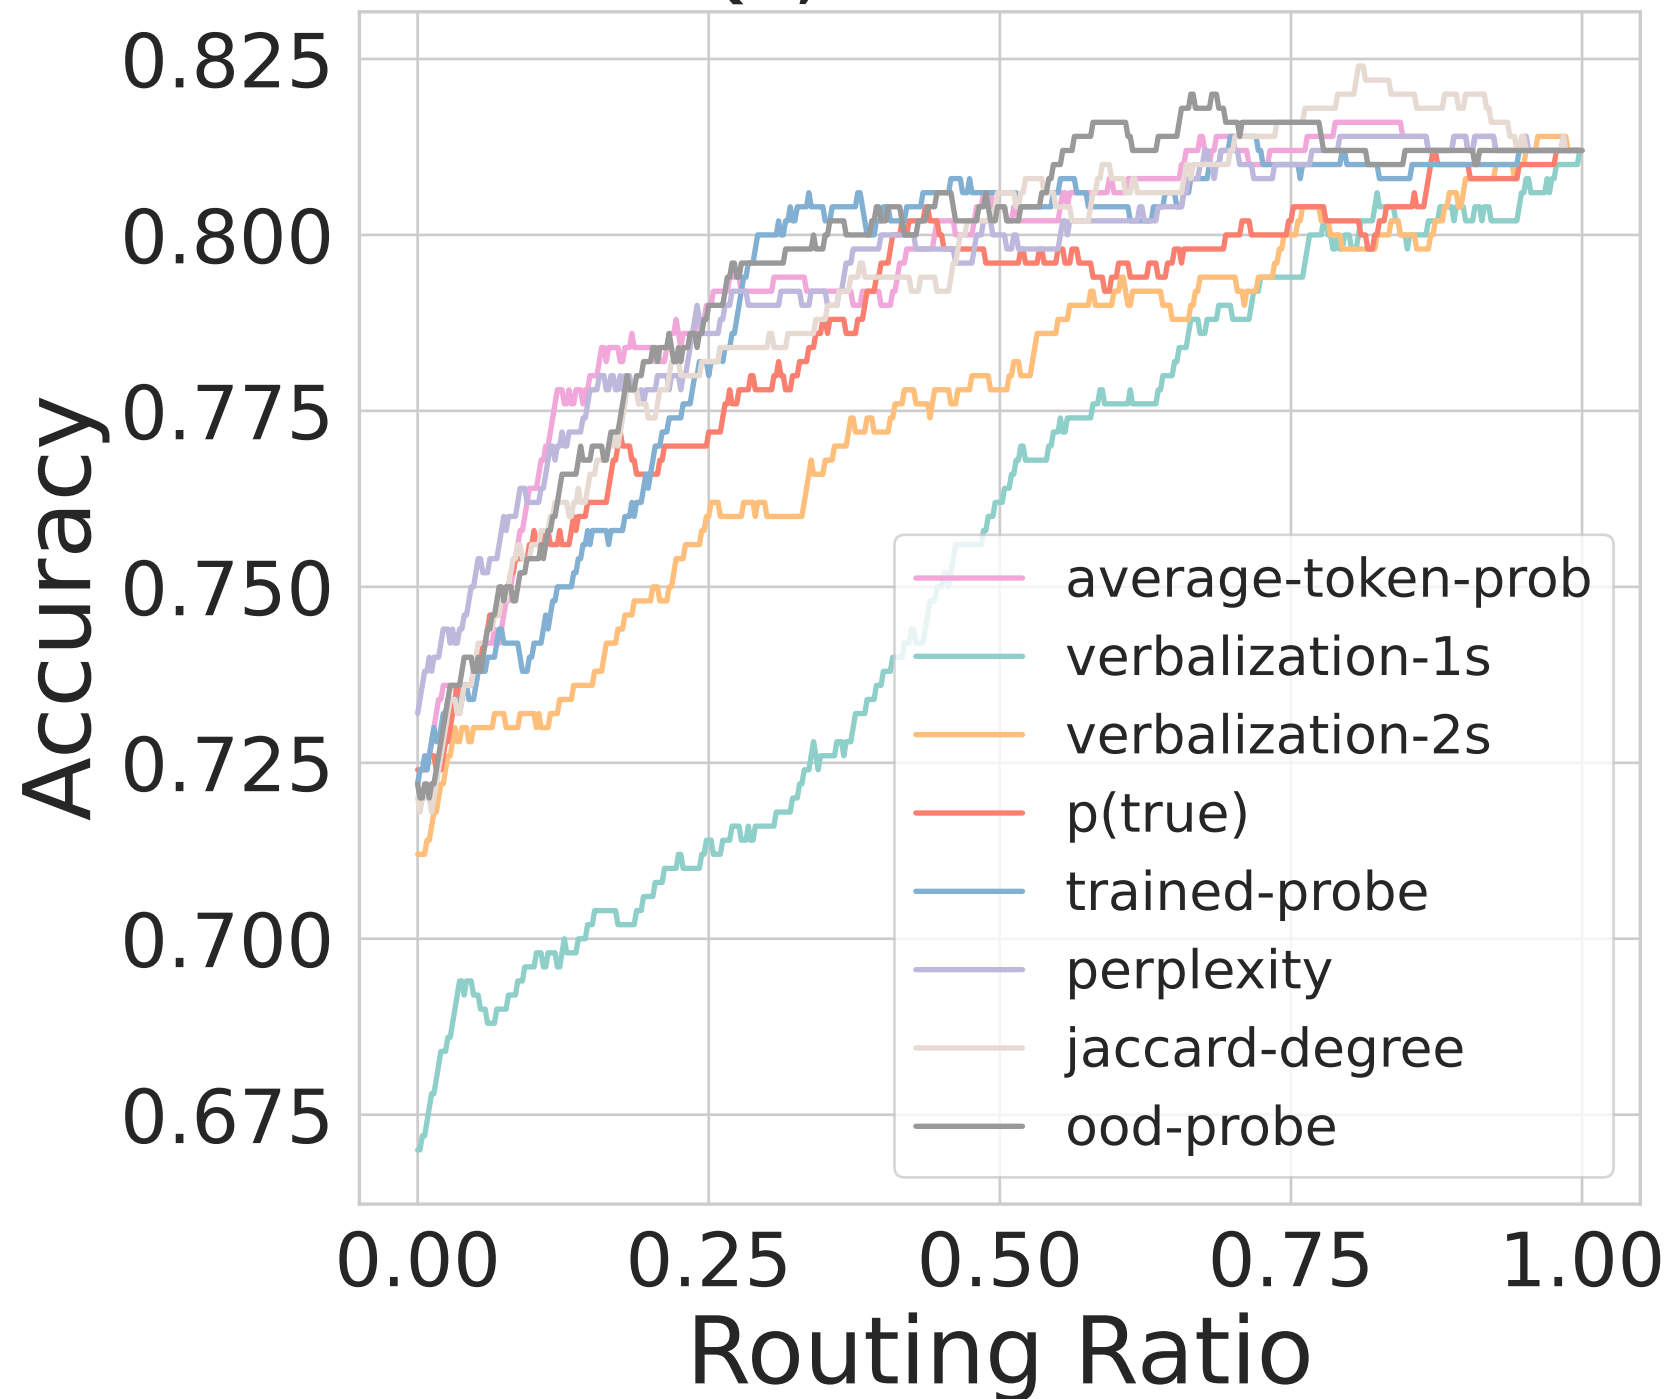 0.825
0.800
0.775
0.750
0.725
0.700
0.675
Accuracy
average-token-prob
verbalization-1s
verbalization-2s
p(true)
trained-probe
perplexity
jaccard-degree
ood-probe
0.00 0.25 0.50 0.75 1.00
Routing Ratio